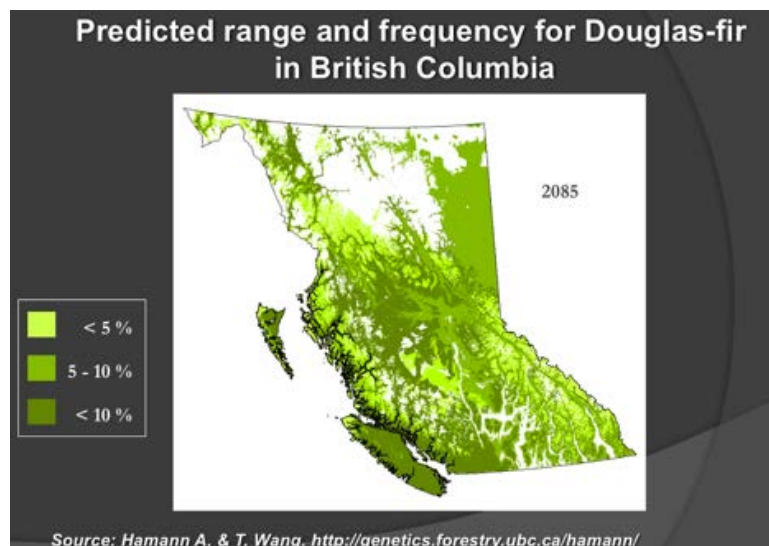 Predicted range and frequency for Douglas-fir
in British Columbia
2085
< 5 %
5 - 10 %
< 10 %
Source: Hamann A. & T. Wang, http://genetics.forestry.ubc.ca/hamann/